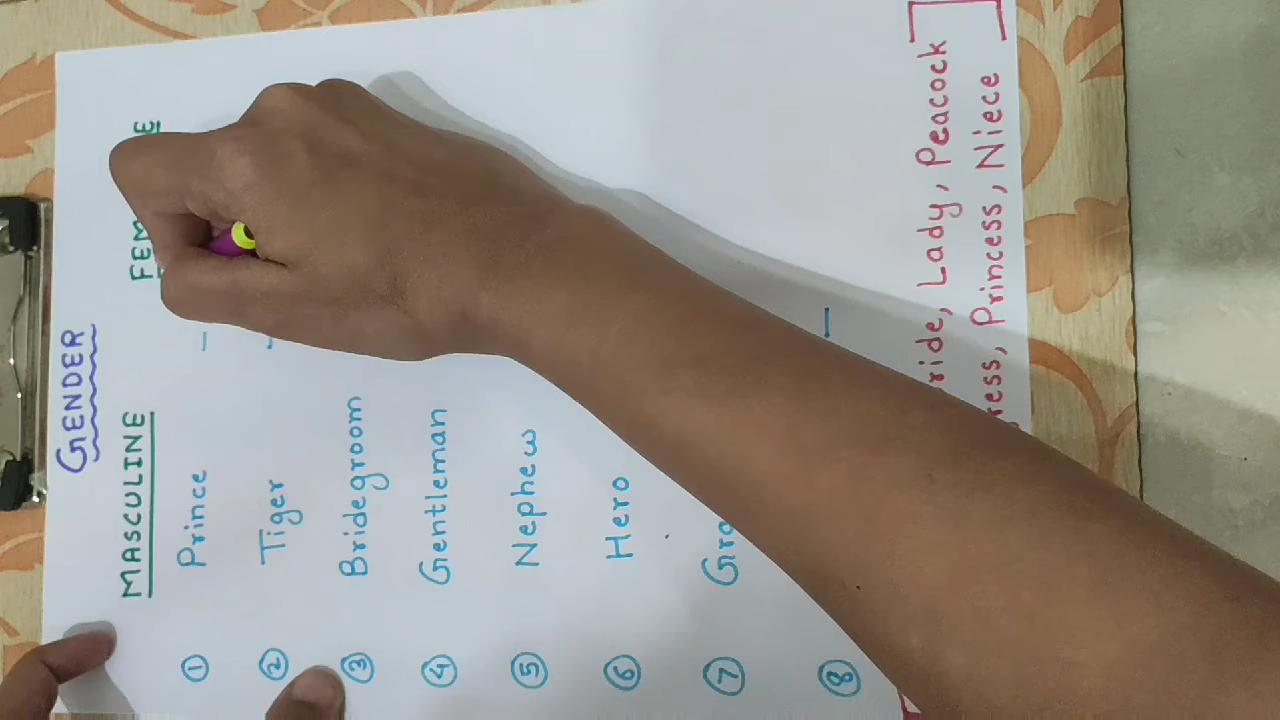 GENDER
MASCULINE
① Prince –
② Tiger –
③ Bridegroom
④ Gentleman
⑤ Nephew
⑥ Hero
⑦
⑧ –
Lady, Peacock
Princess, Niece